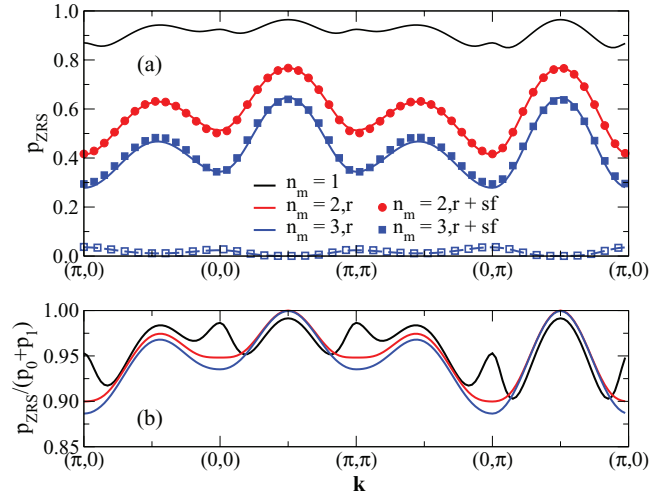 1.0
(a)
0.8
0.6
p_ZRS
0.4
n_m = 1
n_m = 2,r
n_m = 2,r + sf
0.2
n_m = 3,r
n_m = 3,r + sf
0.0
(π,0) (0,0) (π,π) (0,π) (π,0)
1.00
0.95
p_ZRS/(p_0+p_1)
0.90
(b)
0.85
(π,0) (0,0) (π,π) (0,π) (π,0)
k